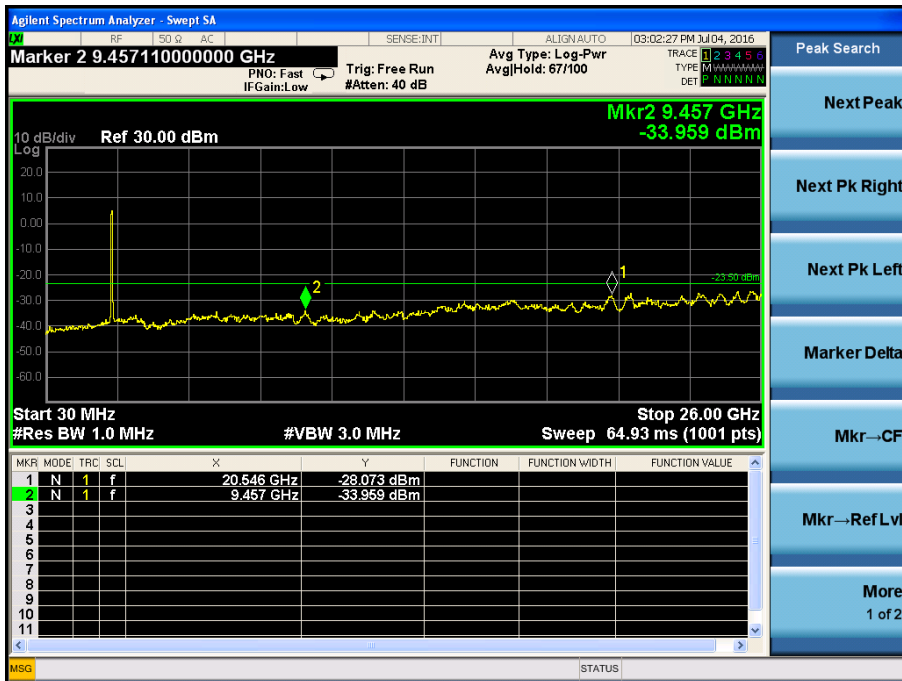 Agilent Spectrum Analyzer - Swept SA
LXI RF 50 Ω AC SENSE:INT ALIGN AUTO 03:02:27 PM Jul 04, 2016
Marker 2 9.457110000000 GHz
PNO: Fast
IFGain:Low
Trig: Free Run
#Atten: 40 dB
Avg Type: Log-Pwr
Avg|Hold: 67/100
TRACE 1 2 3 4 5 6
TYPE M WWWWW
DET P N N N N N
Mkr2 9.457 GHz
-33.959 dBm
10 dB/div Ref 30.00 dBm
Log
20.0
10.0
0.00
-10.0
-20.0
-30.0
-40.0
-50.0
-60.0
2
1
-23.50 dBm
Start 30 MHz Stop 26.00 GHz
#Res BW 1.0 MHz #VBW 3.0 MHz Sweep 64.93 ms (1001 pts)
MKR MODE TRC SCL X Y FUNCTION FUNCTION WIDTH FUNCTION VALUE
1 N 1 f 20.546 GHz -28.073 dBm
2 N 1 f 9.457 GHz -33.959 dBm
3
4
5
6
7
8
9
10
11
MSG STATUS
Peak Search
Next Peak
Next Pk Right
Next Pk Left
Marker Delta
Mkr→CF
Mkr→Ref Lvl
More
1 of 2